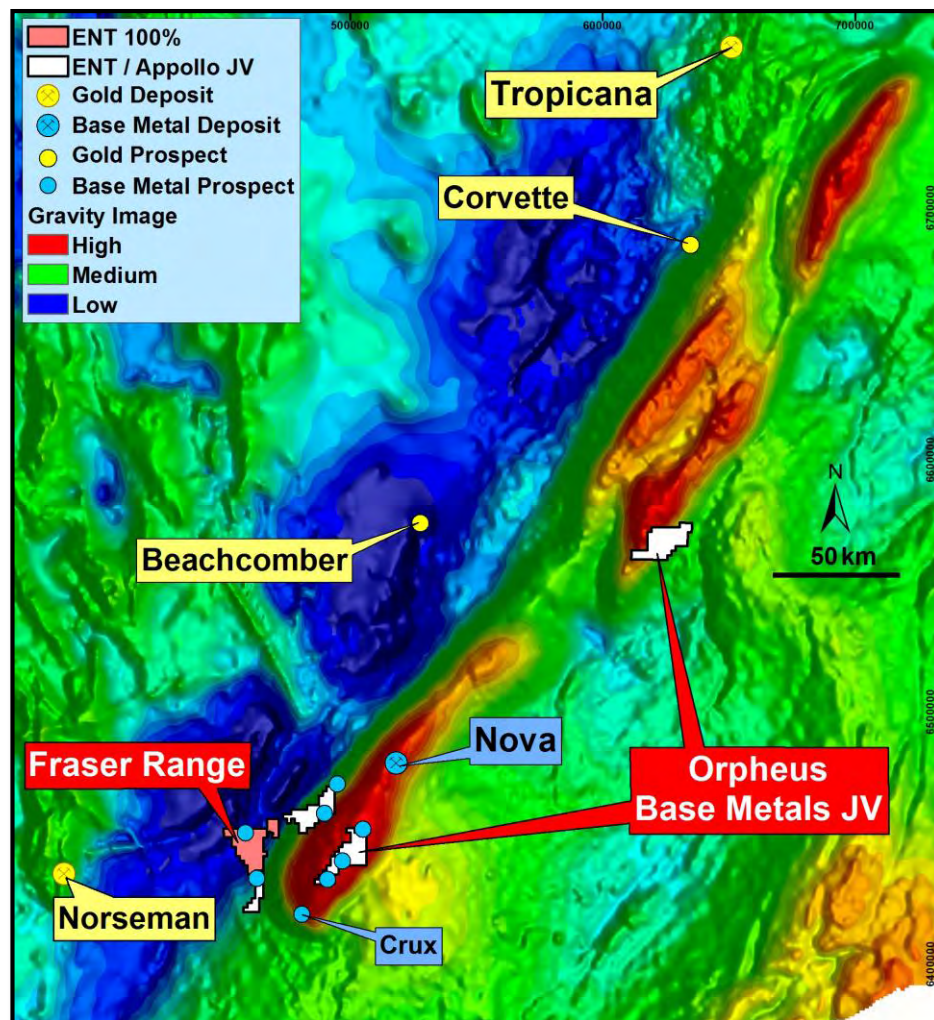 500000
600000
700000
ENT 100%
ENT / Appollo JV
Gold Deposit
Base Metal Deposit
Gold Prospect
Base Metal Prospect
Gravity Image
High
Medium
Low
Tropicana
Corvette
6700000
6600000
N
50 km
Beachcomber
6500000
Nova
Fraser Range
Orpheus
Base Metals JV
Norseman
Crux
6400000